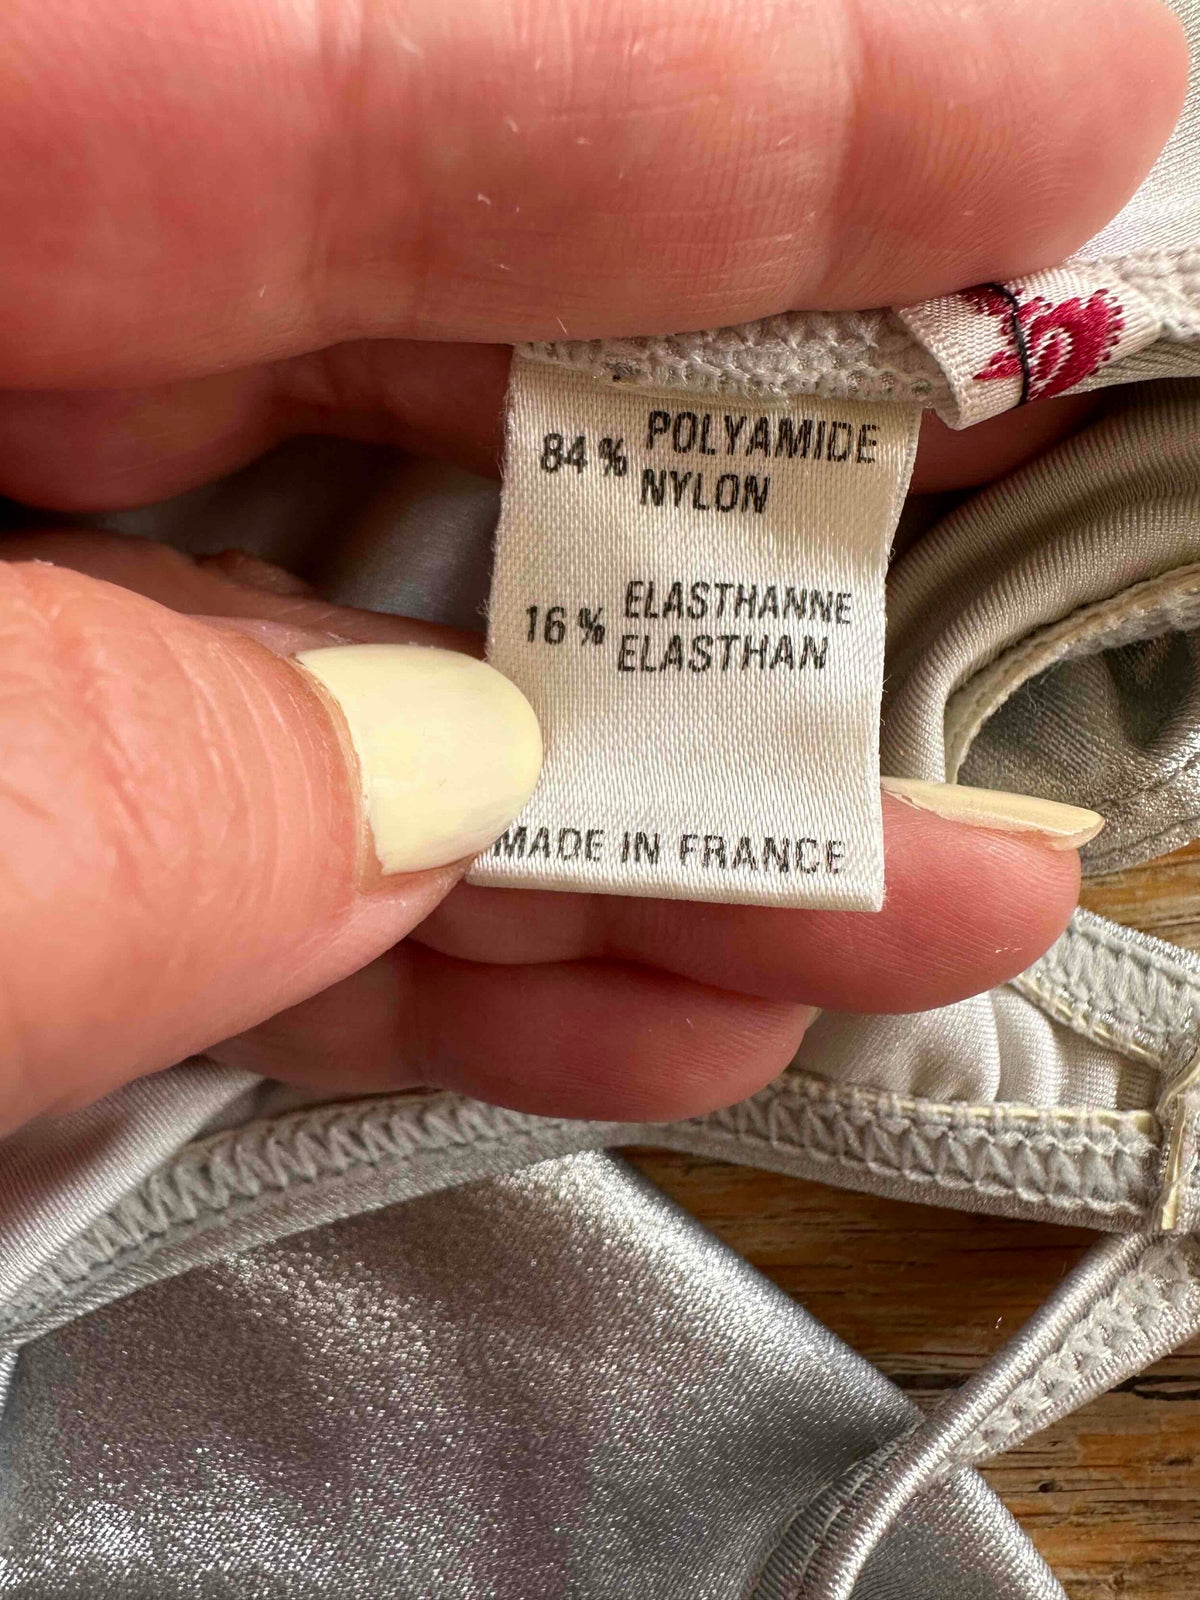 84% POLYAMIDE
NYLON
16% ELASTHANNE
ELASTHAN
MADE IN FRANCE